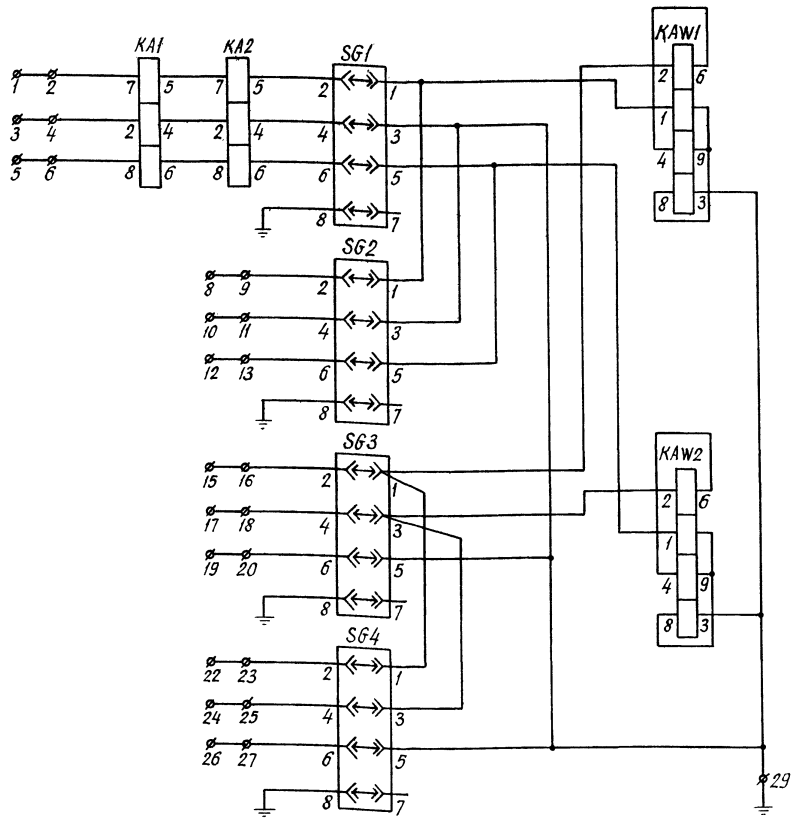 KA1 KA2 SG1 KAW1
1 2 7 5 7 5 2 1 2 6
3 4 2 4 2 4 4 3 1
5 6 8 6 8 6 6 5 4 9
8 7 8 3
SG2
8 9 2 1
10 11 4 3
12 13 6 5
8 7
SG3 KAW2
15 16 2 1 2 6
17 18 4 3 1
19 20 6 5 4 9
8 7 8 3
SG4
22 23 2 1
24 25 4 3
26 27 6 5
8 7 29